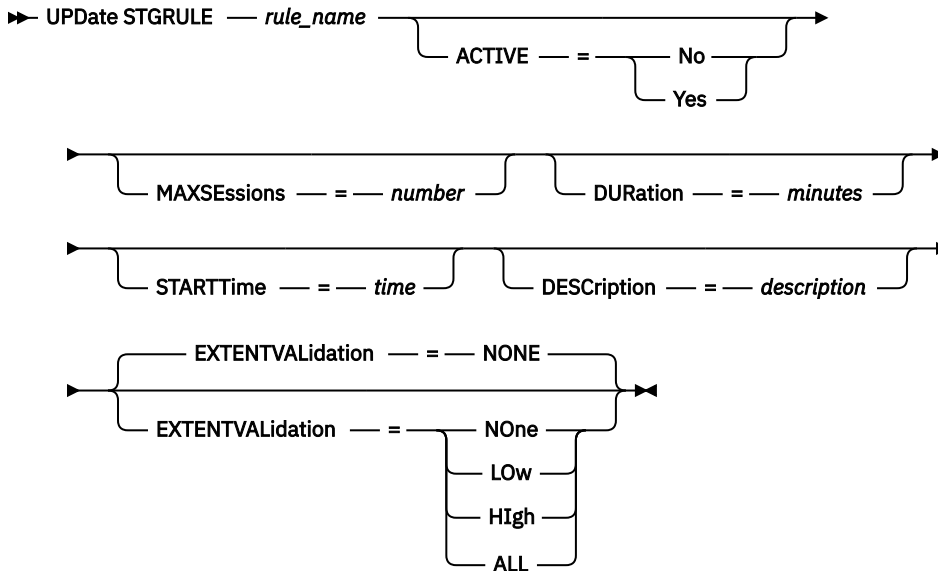 UPDate STGRULE rule_name
ACTIVE = No
Yes
MAXSEssions = number DURation = minutes
STARTTime = time DESCription = description
EXTENTVALidation = NONE
EXTENTVALidation = NOne
LOw
HIgh
ALL